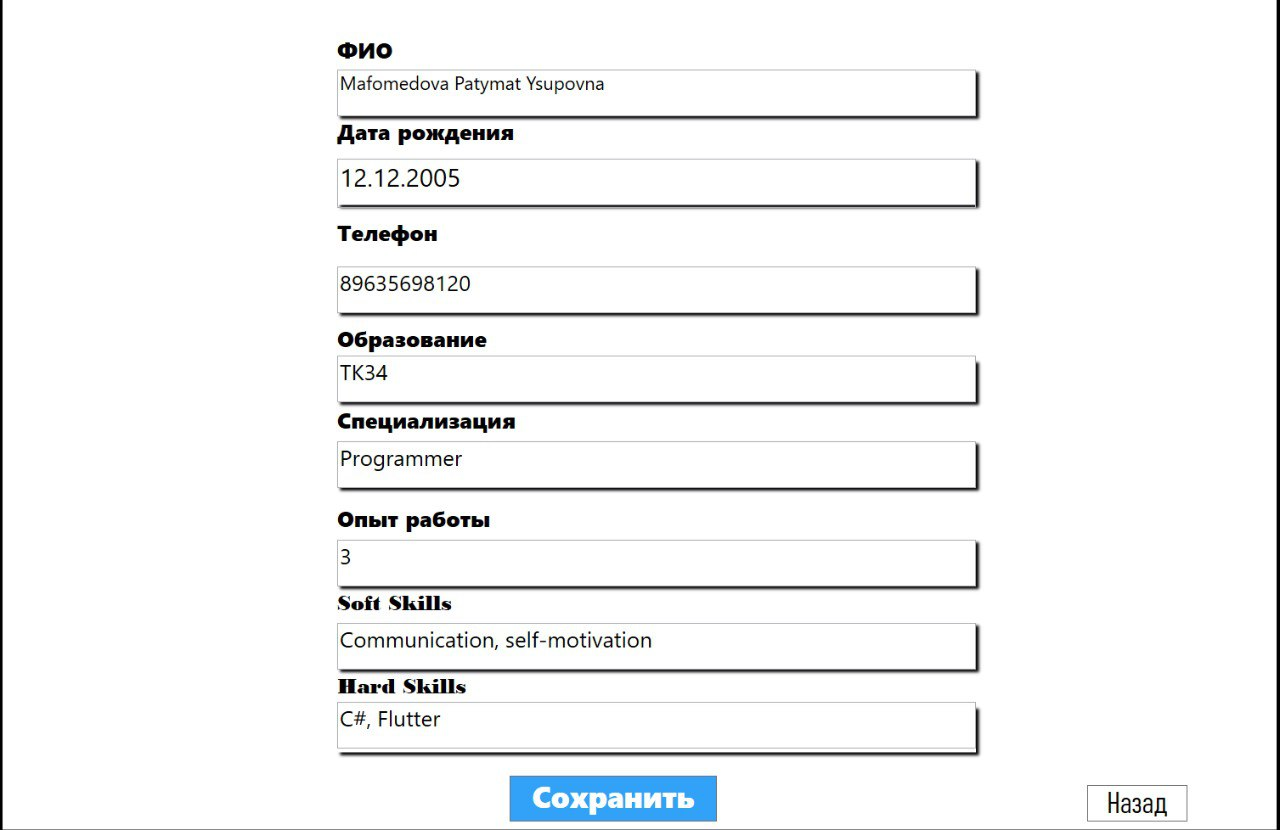 ФИО
Mafomedova Patymat Ysupovna
Дата рождения
12.12.2005
Телефон
89635698120
Образование
ТК34
Специализация
Programmer
Опыт работы
3
Soft Skills
Communication, self-motivation
Hard Skills
C#, Flutter
Сохранить
Назад